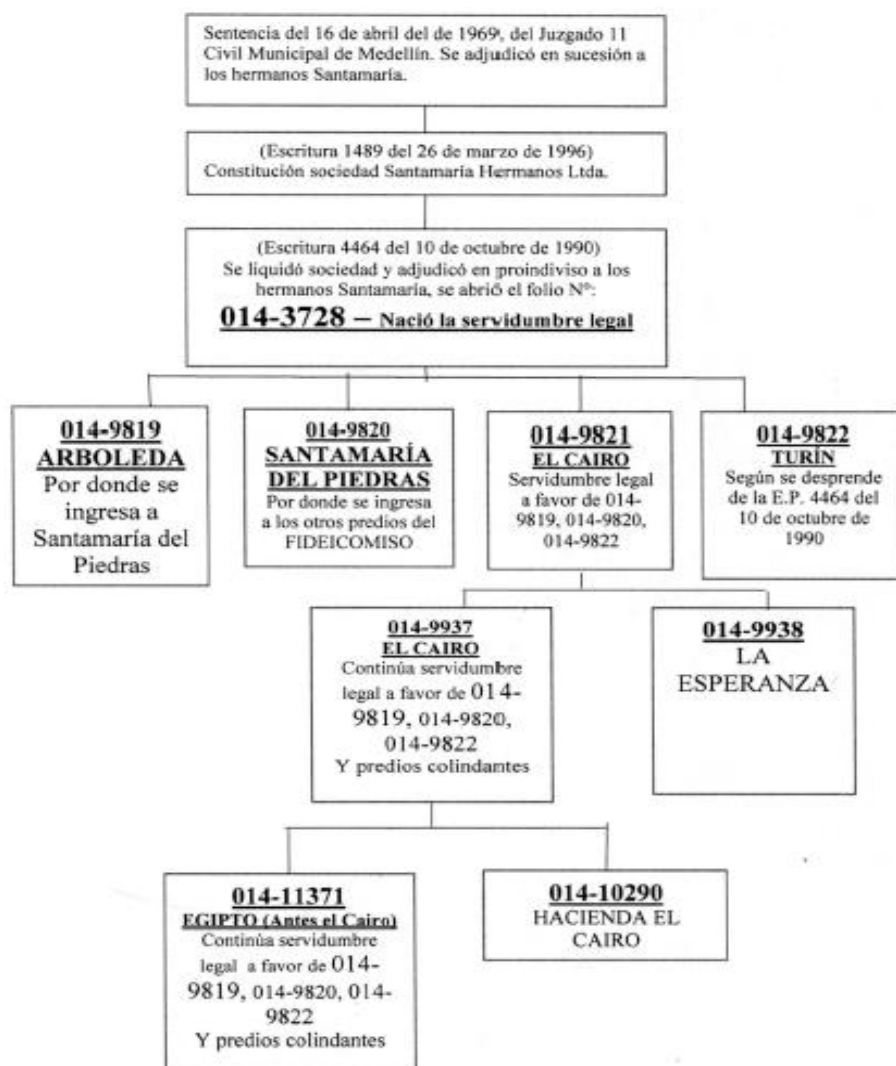 Sentencia del 16 de abril del de 1969, del Juzgado 11
Civil Municipal de Medellín. Se adjudicó en sucesión a
los hermanos Santamaría.
(Escritura 1489 del 26 de marzo de 1996)
Constitución sociedad Santamaría Hermanos Ltda.
(Escritura 4464 del 10 de octubre de 1990)
Se liquidó sociedad y adjudicó en proindiviso a los
hermanos Santamaría, se abrió el folio N°:
014-3728 – Nació la servidumbre legal
014-9819
ARBOLEDA
Por donde se
ingresa a
Santamaría del
Piedras
014-9820
SANTAMARÍA
DEL PIEDRAS
Por donde se ingresa
a los otros predios del
FIDEICOMISO
014-9821
EL CAIRO
Servidumbre legal
a favor de 014-
9819, 014-9820,
014-9822
014-9822
TURÍN
Según se desprende
de la E.P. 4464 del
10 de octubre de
1990
014-9937
EL CAIRO
Continúa servidumbre
legal a favor de 014-
9819, 014-9820,
014-9822
Y predios colindantes
014-9938
LA
ESPERANZA
014-11371
EGIPTO (Antes el Cairo)
Continúa servidumbre
legal a favor de 014-
9819, 014-9820, 014-
9822
Y predios colindantes
014-10290
HACIENDA EL
CAIRO